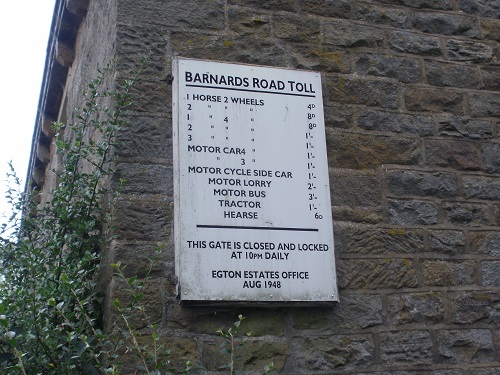 BARNARDS ROAD TOLL
1 HORSE 2 WHEELS 4D
2 " " " 8D
1 " 4 " 8D
2 " " " 1'-
3 " " " 1'-
MOTOR CAR 4 " 1'-
" 3 " 1'-
MOTOR CYCLE SIDE CAR 1'-
MOTOR LORRY 2'-
MOTOR BUS 3'-
TRACTOR 1'-
HEARSE 6D
THIS GATE IS CLOSED AND LOCKED
AT 10PM DAILY
EGTON ESTATES OFFICE
AUG 1948